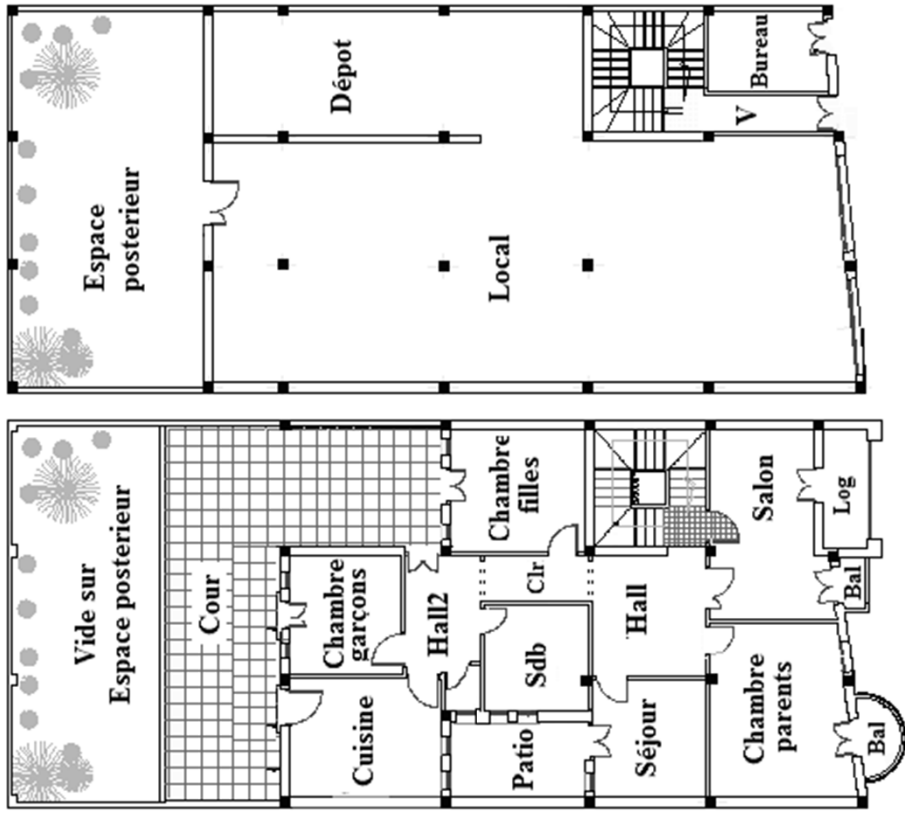 Espace
posterieur
Dépot
Local
Bureau
V
Vide sur
Espace posterieur
Cour
Chambre
garçons
Cuisine
Hall2
Chambre
filles
Clr
Sdb
Patio
Hall
Séjour
Salon
Log
Bal
Chambre
parents
Bal